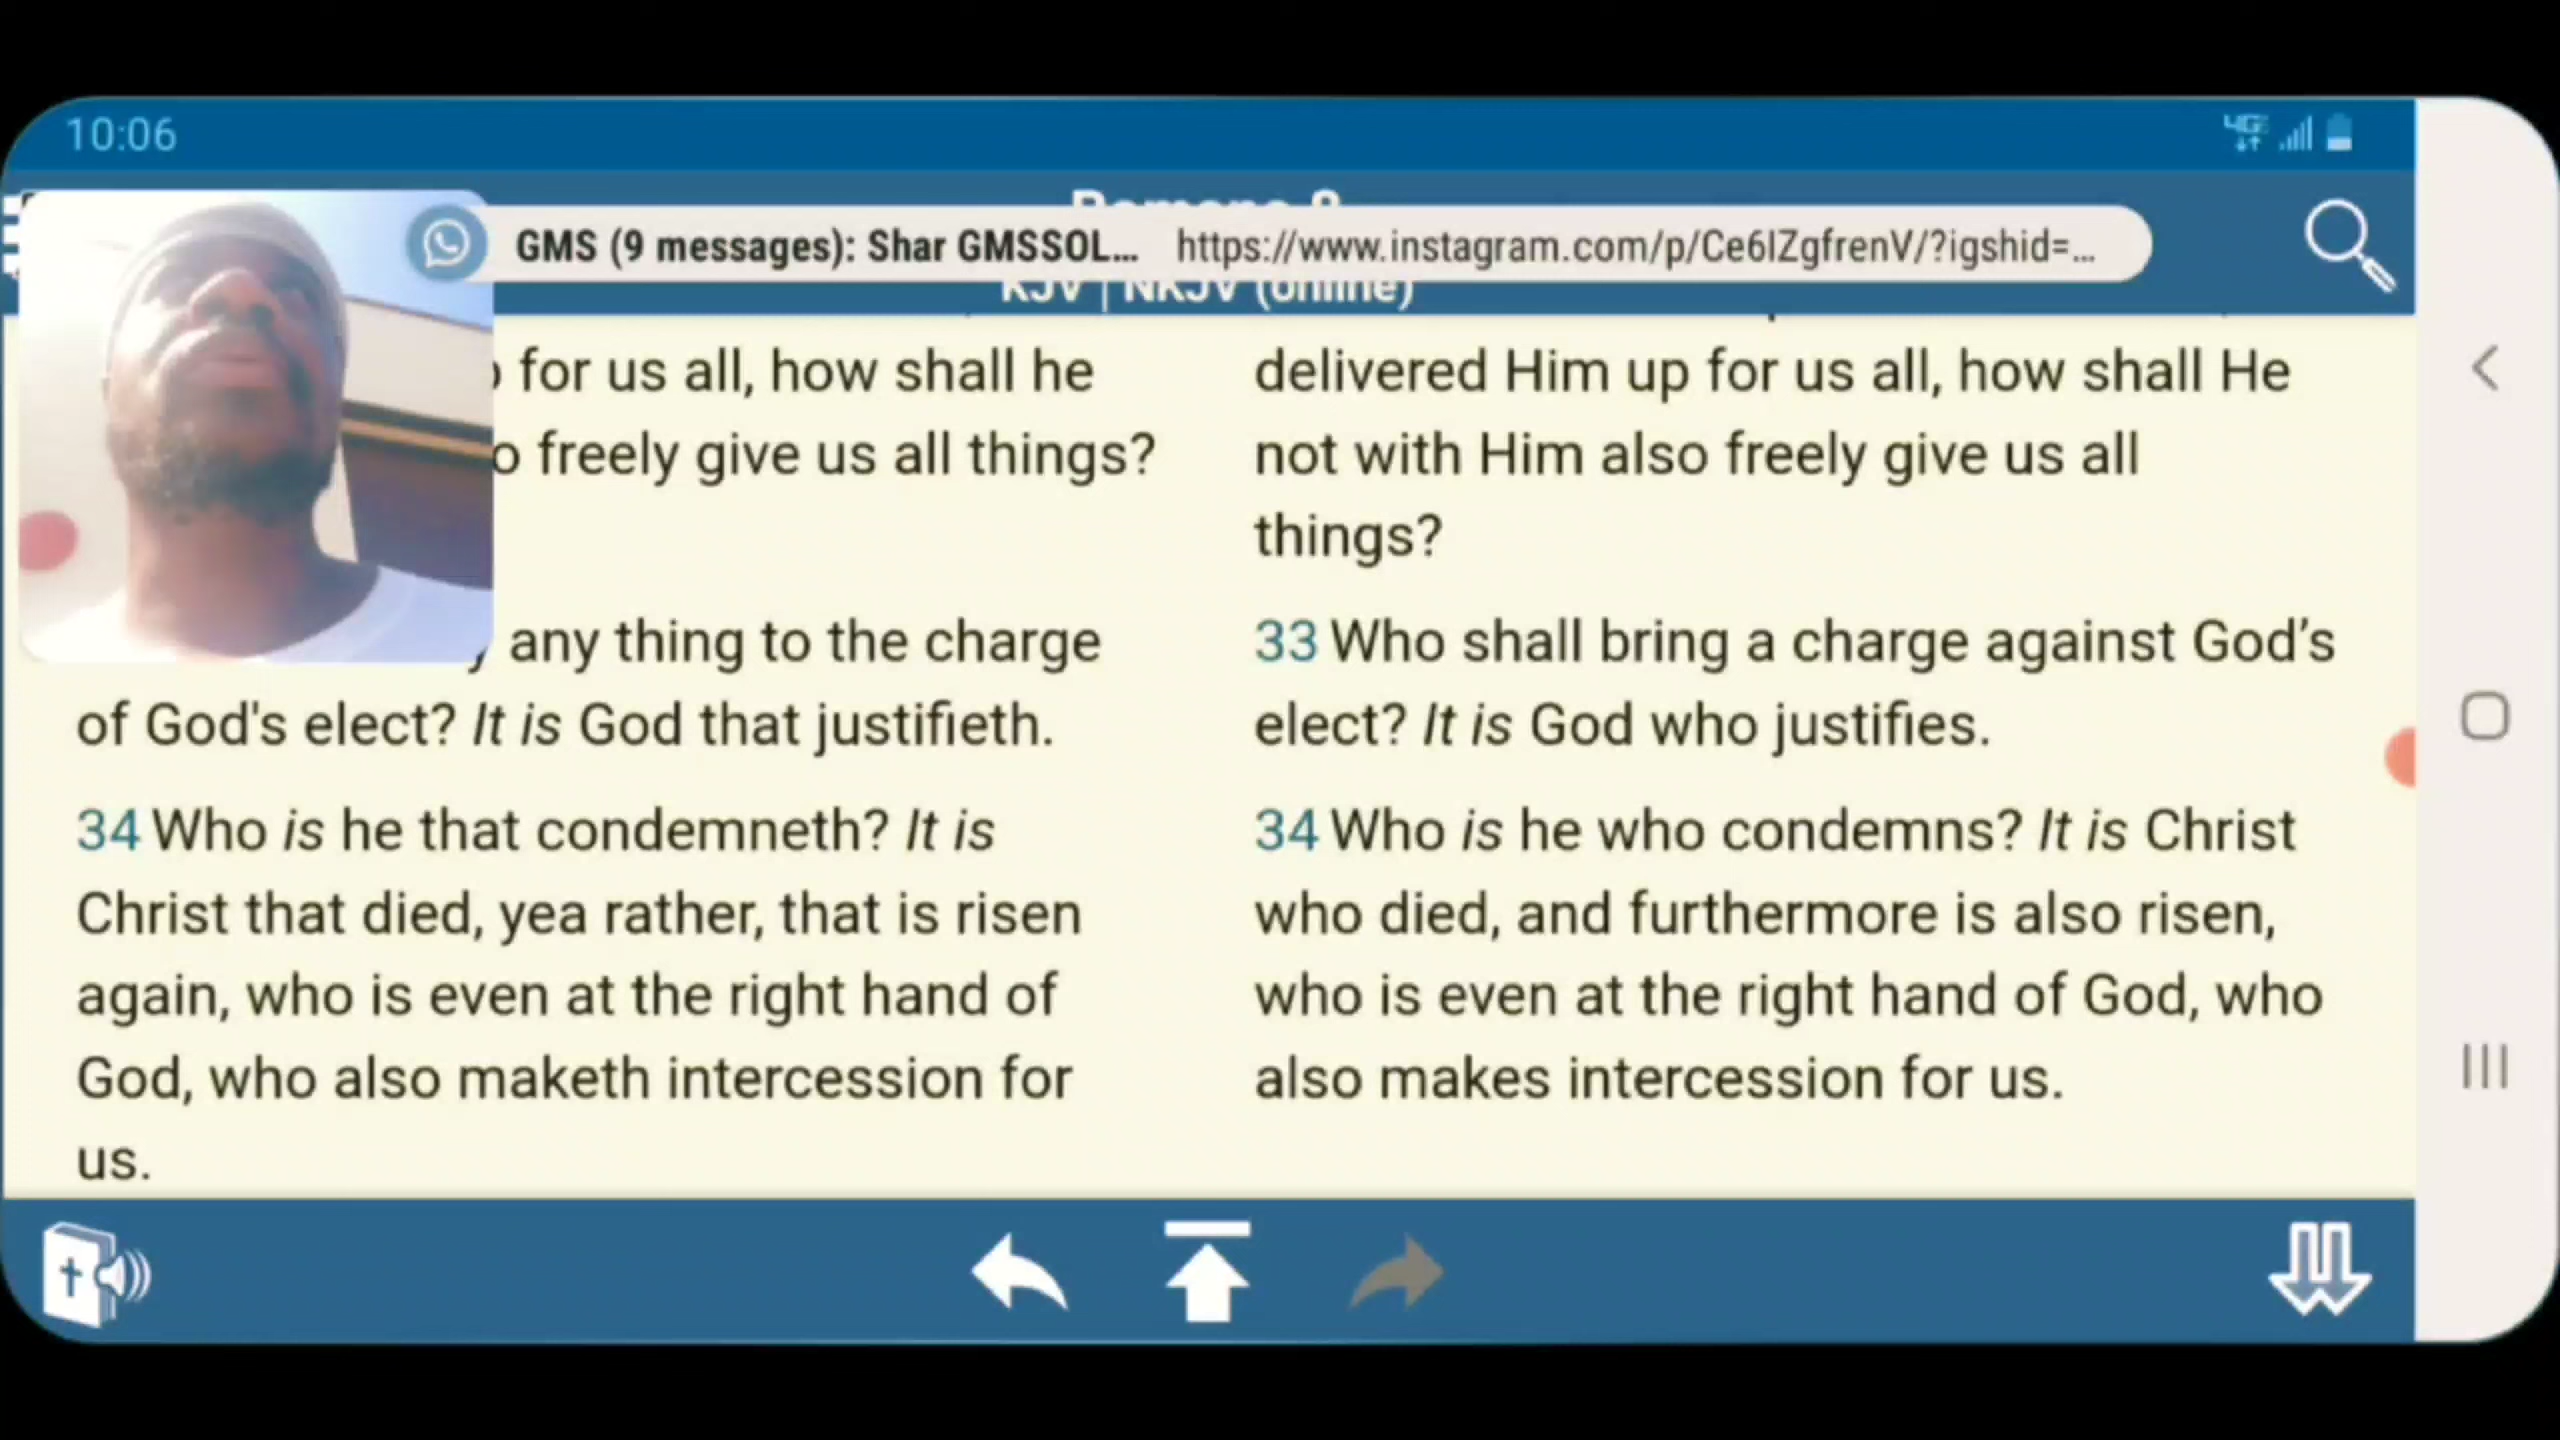 10:06
4G
Romans 8
GMS (9 messages): Shar GMSSOL... https://www.instagram.com/p/Ce6IZgfrenV/?igshid=...
KJV | NKJV (online)
for us all, how shall he
freely give us all things?
any thing to the charge
of God's elect? It is God that justifieth.
34 Who is he that condemneth? It is
Christ that died, yea rather, that is risen
again, who is even at the right hand of
God, who also maketh intercession for
us.
delivered Him up for us all, how shall He
not with Him also freely give us all
things?
33 Who shall bring a charge against God’s
elect? It is God who justifies.
34 Who is he who condemns? It is Christ
who died, and furthermore is also risen,
who is even at the right hand of God, who
also makes intercession for us.